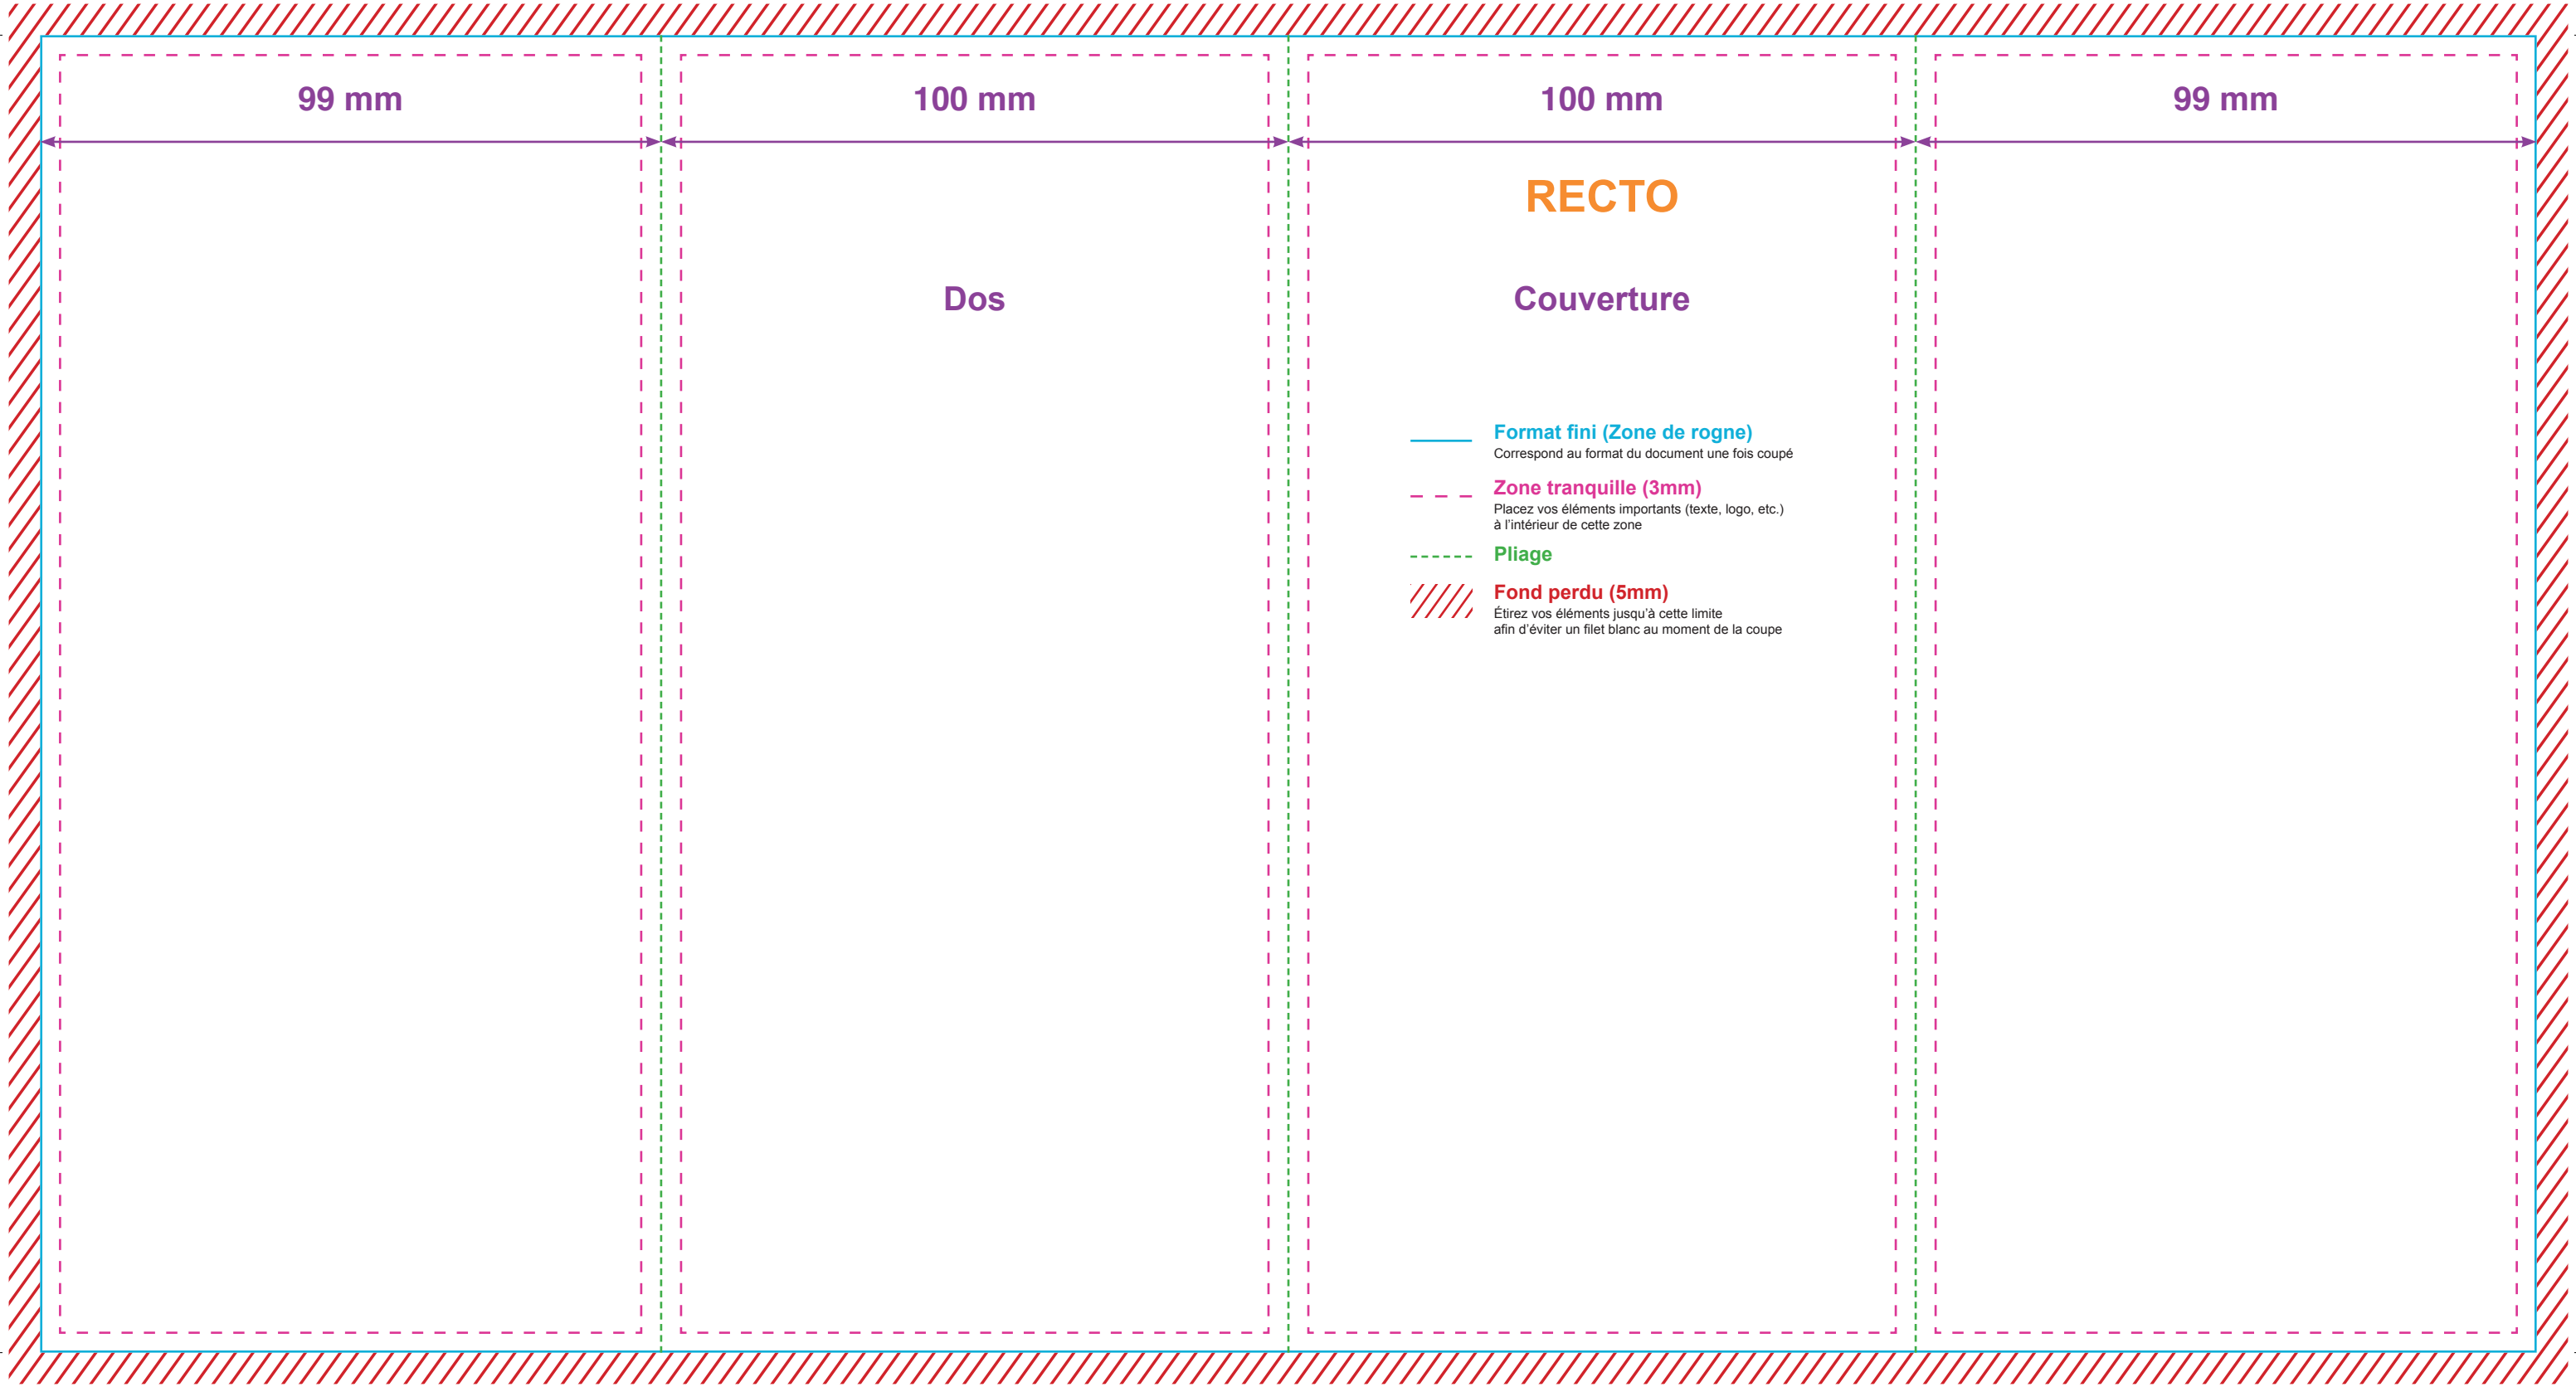 99 mm
100 mm
100 mm
99 mm
RECTO
Dos
Couverture
Format fini (Zone de rogne)
Correspond au format du document une fois coupé
Zone tranquille (3mm)
Placez vos éléments importants (texte, logo, etc.)
à l’intérieur de cette zone
Pliage
Fond perdu (5mm)
Étirez vos éléments jusqu’à cette limite
afin d’éviter un filet blanc au moment de la coupe